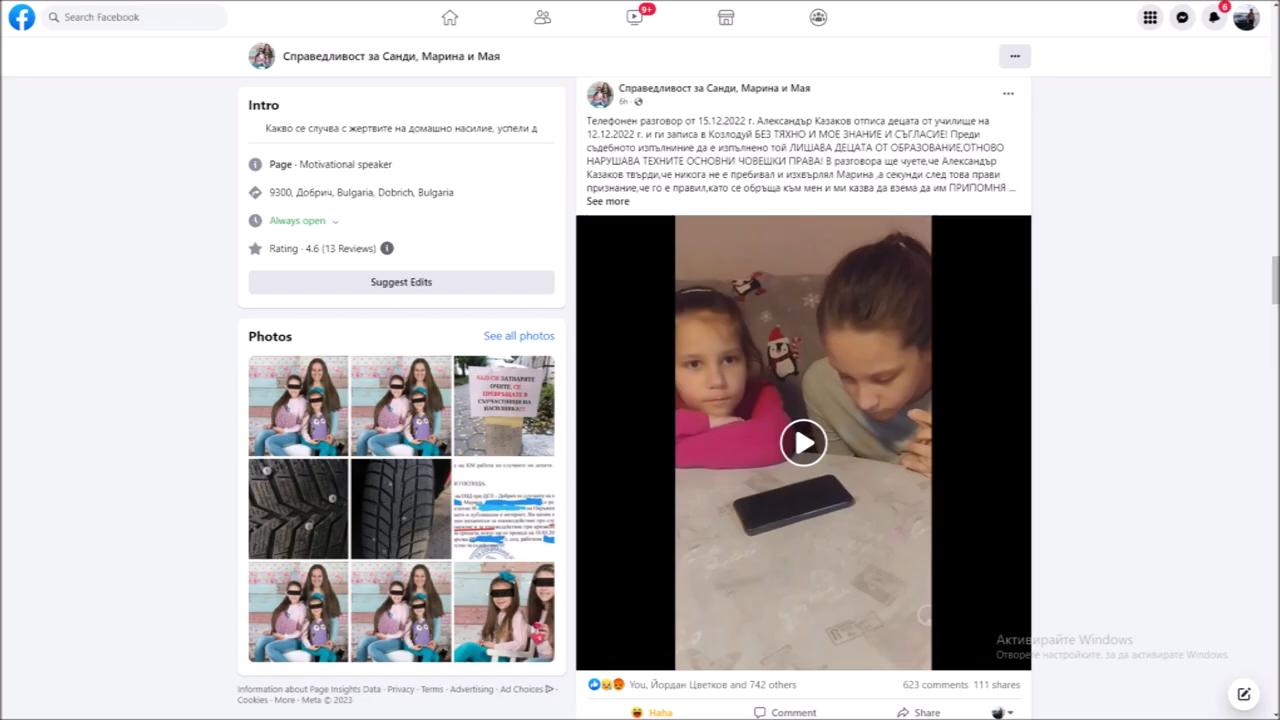 Search Facebook
9+
6
Справедливост за Санди, Марина и Мая
Intro
Какво се случва с жертвите на домашно насилие, успели д
Page · Motivational speaker
9300, Добрич, Bulgaria, Dobrich, Bulgaria
Always open
Rating · 4.6 (13 Reviews)
Suggest Edits
Photos
See all photos
ЗАТВАРЯТЕ
ОЧИТЕ, СЕ
ПРЕВРЪЩАТЕ В
НАСИЛНИКА!!!
Information about Page Insights Data · Privacy · Terms · Advertising · Ad Choices ·
Cookies · More · Meta © 2023
Справедливост за Санди, Марина и Мая
6h ·
Телефонен разговор от 15.12.2022 г. Александър Казаков отписа децата от училище на
12.12.2022 г. и ги записа в Козлодуй БЕЗ ТЯХНО И МОЕ ЗНАНИЕ И СЪГЛАСИЕ! Преди
съдебното изпълниние да е изпълнено той ЛИШАВА ДЕЦАТА ОТ ОБРАЗОВАНИЕ,ОТНОВО
НАРУШАВА ТЕХНИТЕ ОСНОВНИ ЧОВЕШКИ ПРАВА! В разговора ще чуете,че Александър
Казаков твърди,че никога не е пребивал и изхвърлял Марина ,а секунди след това прави
признание,че го е правил,като се обръща към мен и ми казва да взема да им ПРИПОМНЯ ...
See more
Активирайте Windows
Отворете настройките, за да активирате Windows.
You, Йордан Цветков and 742 others
623 comments 111 shares
Haha
Comment
Share